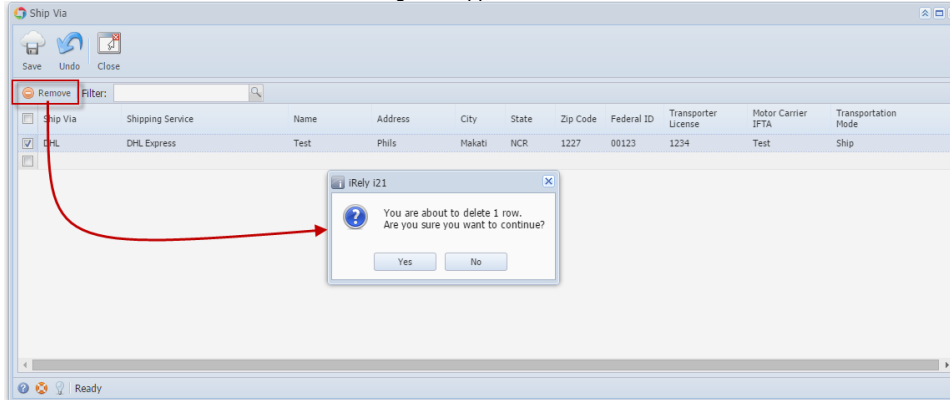 Ship Via
Save Undo Close
Remove Filter:
Ship Via Shipping Service Name Address City State Zip Code Federal ID Transporter License Motor Carrier IFTA Transportation Mode
DHL DHL Express Test Phils Makati NCR 1227 00123 1234 Test Ship
iRely i21
You are about to delete 1 row.
Are you sure you want to continue?
Yes No
Ready